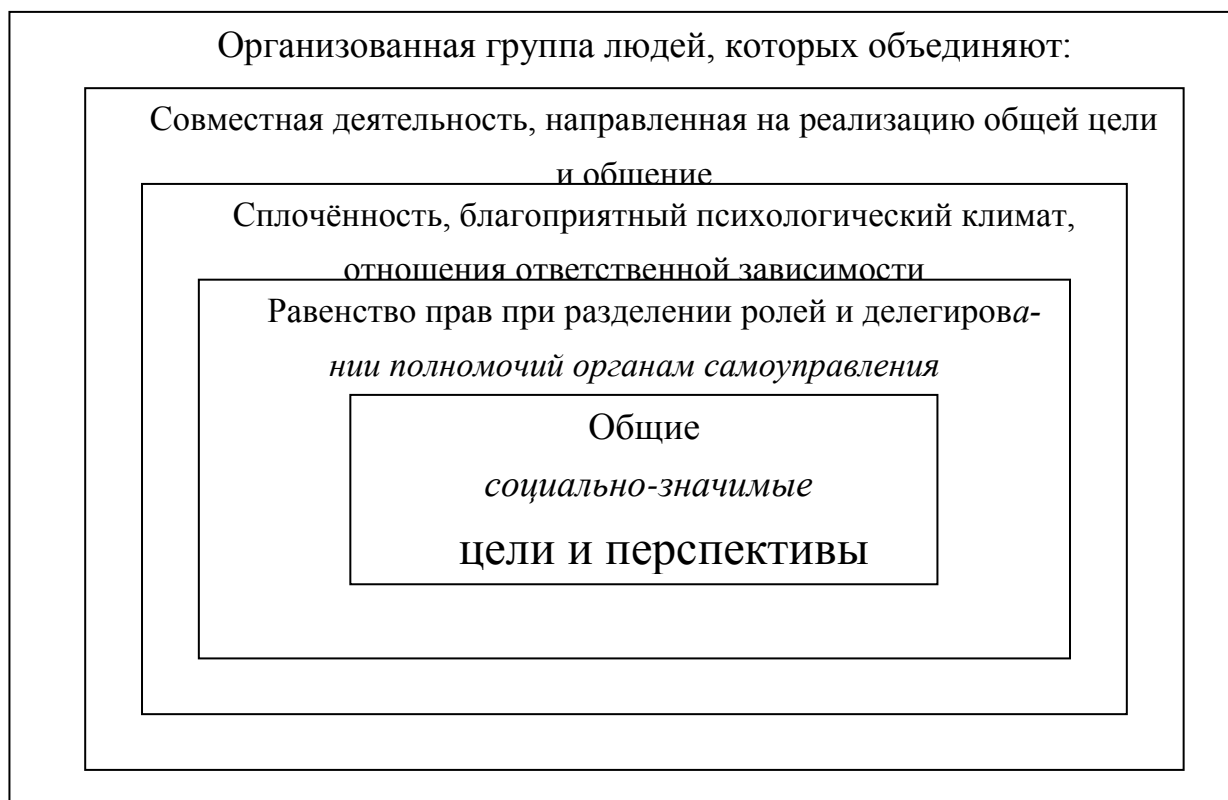 Организованная группа людей, которых объединяют:
Совместная деятельность, направленная на реализацию общей цели
и общение
Сплочённость, благоприятный психологический климат,
отношения ответственной зависимости
Равенство прав при разделении ролей и делегирова-
нии полномочий органам самоуправления
Общие
социально-значимые
цели и перспективы